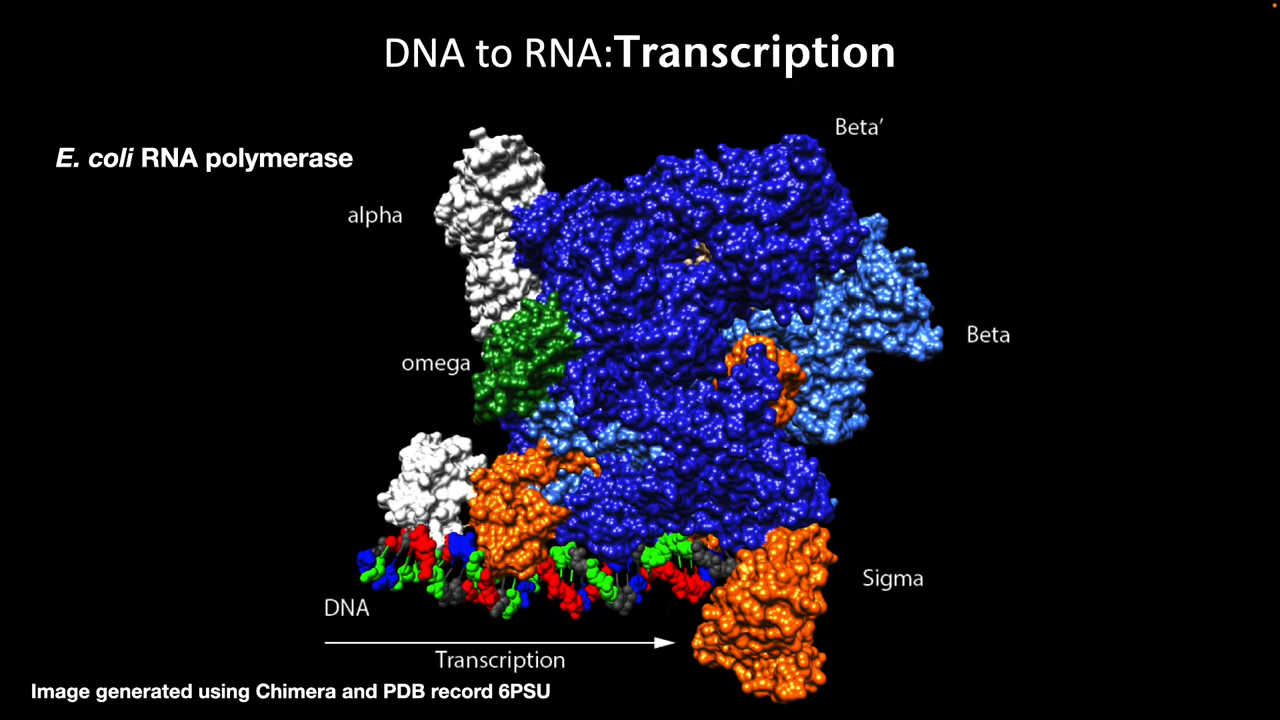 DNA to RNA:Transcription
Beta′
E. coli RNA polymerase
alpha
Beta
omega
Sigma
DNA
Transcription
Image generated using Chimera and PDB record 6PSU